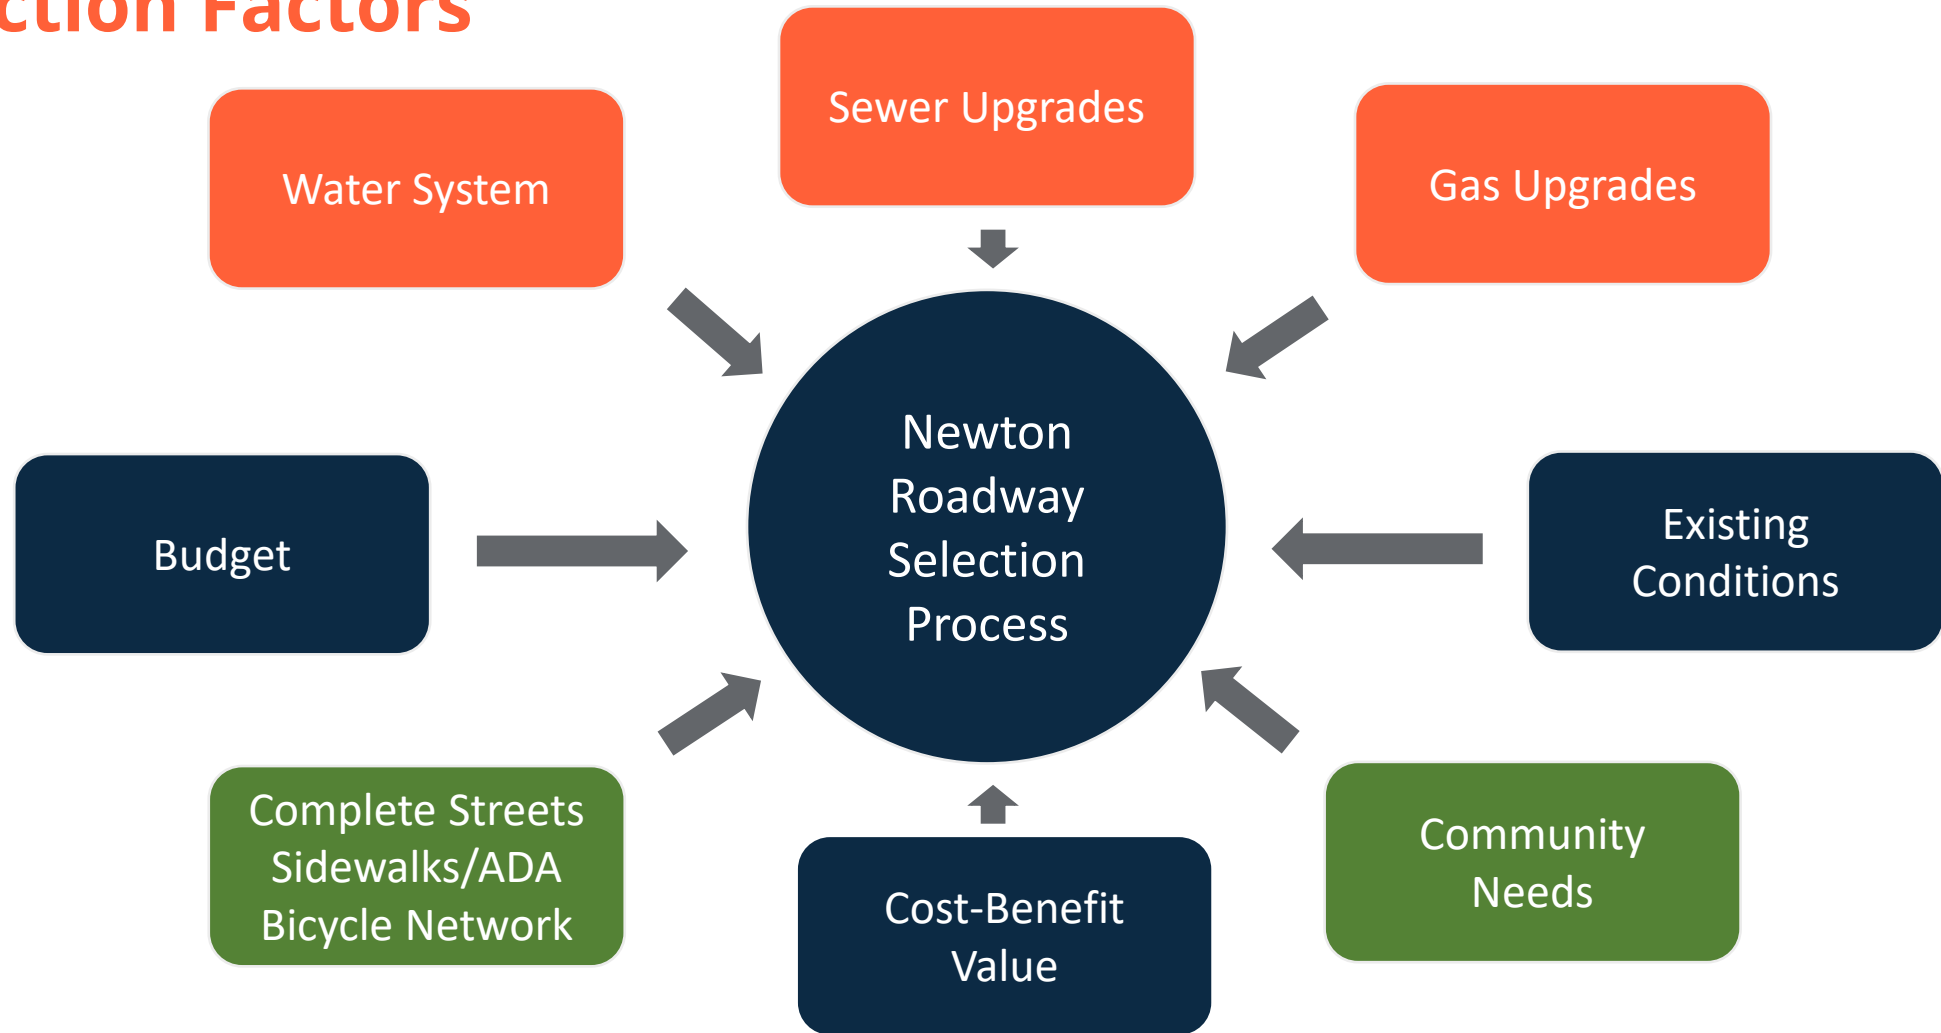 Factors
Sewer Upgrades
Water System
Gas Upgrades
Newton
Roadway
Selection
Process
Budget
Existing
Conditions
Complete Streets
Sidewalks/ADA
Bicycle Network
Cost-Benefit
Value
Community
Needs